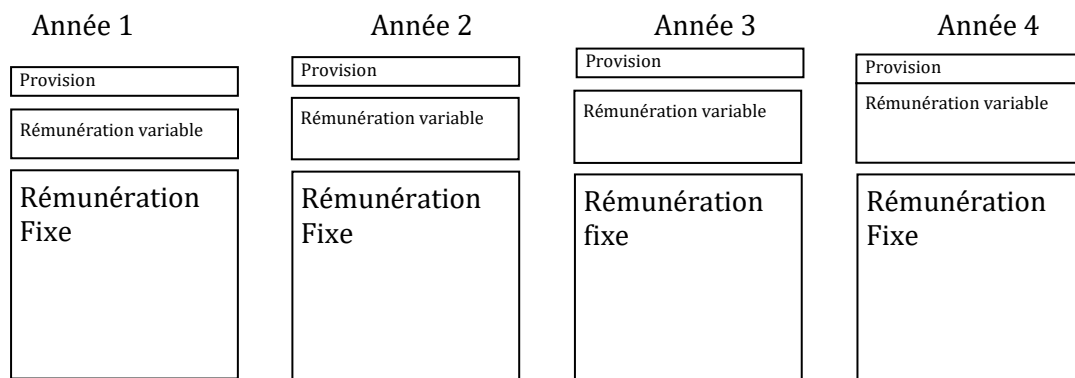 Année 1
Année 2
Année 3
Année 4
Provision
Provision
Provision
Provision
Rémunération variable
Rémunération variable
Rémunération variable
Rémunération variable
Rémunération
Fixe
Rémunération
Fixe
Rémunération
fixe
Rémunération
Fixe